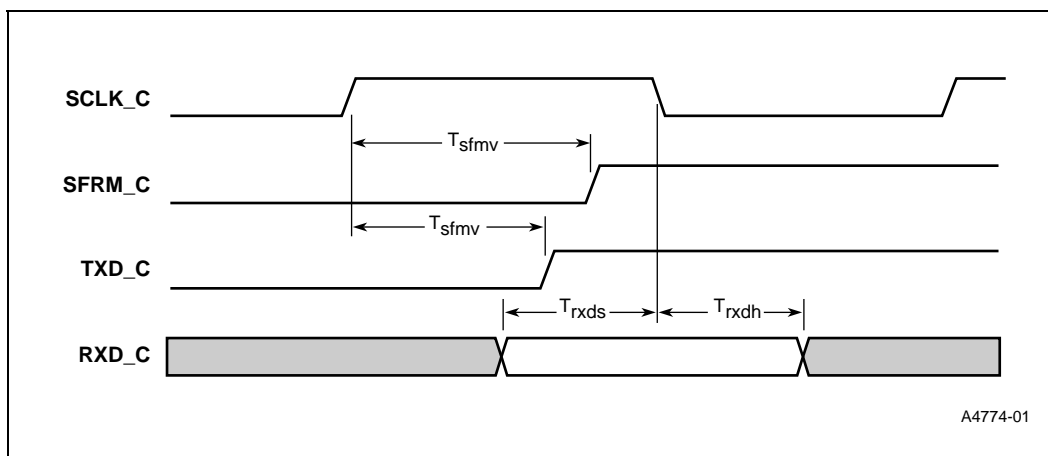 SCLK_C
Tsfmv
SFRM_C
Tsfmv
TXD_C
Trxds
Trxdh
RXD_C
A4774-01